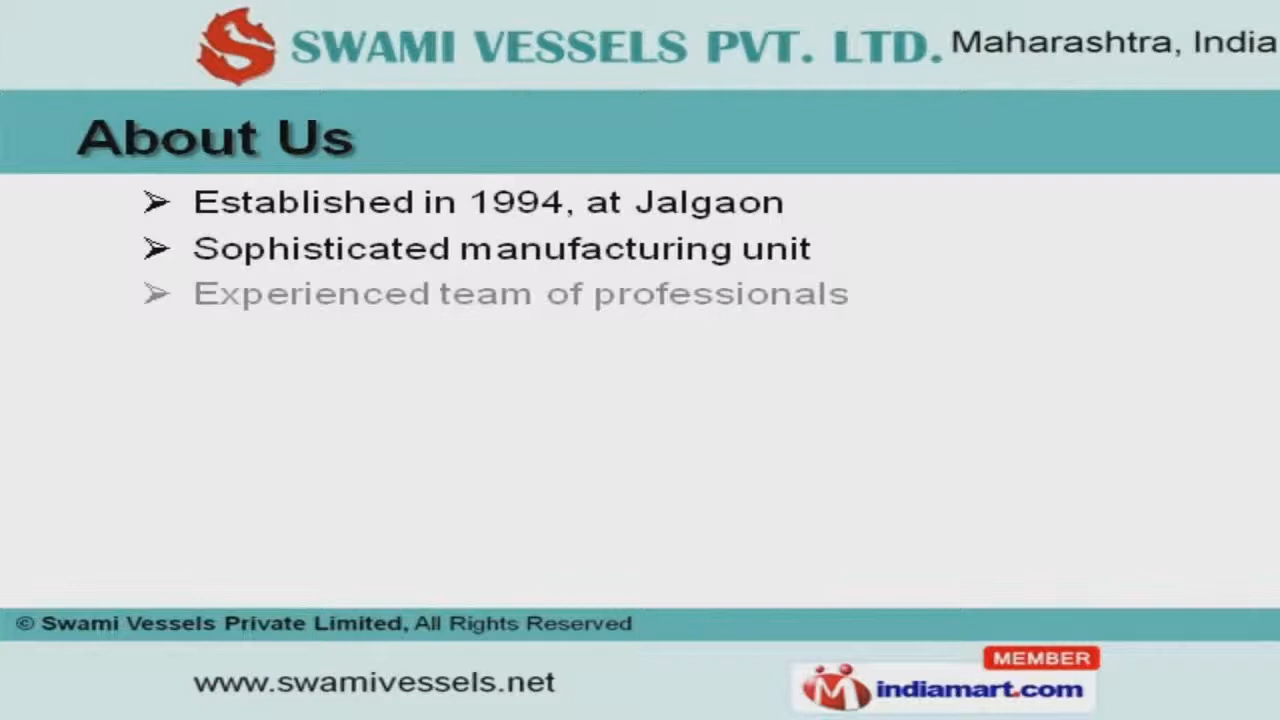 SWAMI VESSELS PVT. LTD. Maharashtra, India
About Us
➢ Established in 1994, at Jalgaon
➢ Sophisticated manufacturing unit
➢ Experienced team of professionals
© Swami Vessels Private Limited, All Rights Reserved
MEMBER
www.swamivessels.net
indiamart.com